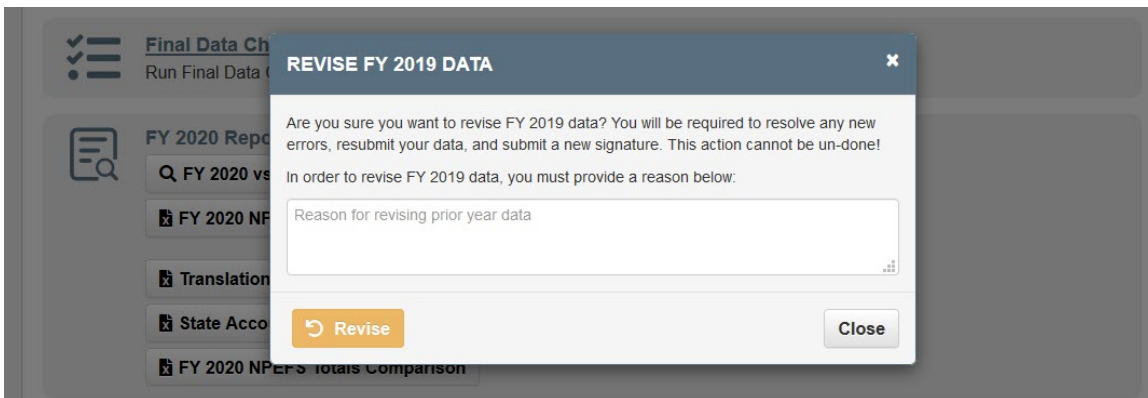 Final Data Ch
Run Final Data
REVISE FY 2019 DATA
Are you sure you want to revise FY 2019 data? You will be required to resolve any new
errors, resubmit your data, and submit a new signature. This action cannot be un-done!
In order to revise FY 2019 data, you must provide a reason below:
Reason for revising prior year data
Revise
Close
FY 2020 Repo
FY 2020 vs
FY 2020 NP
Translation
State Acco
FY 2020 NPEFS Totals Comparison